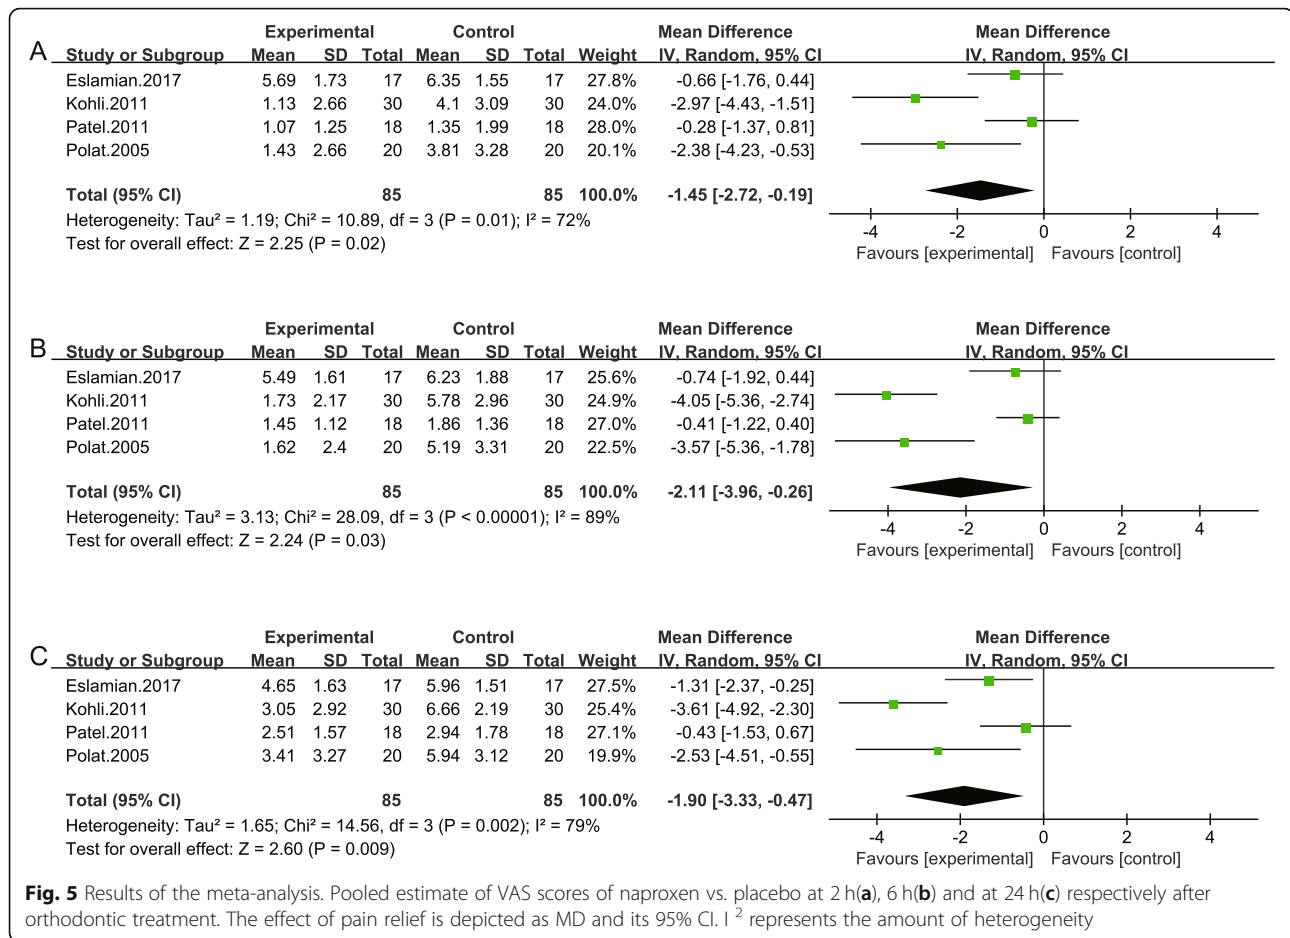 A
Experimental Control Mean Difference Mean Difference
Study or Subgroup Mean SD Total Mean SD Total Weight IV, Random, 95% CI IV, Random, 95% CI
Eslamian.2017 5.69 1.73 17 6.35 1.55 17 27.8% -0.66 [-1.76, 0.44]
Kohli.2011 1.13 2.66 30 4.1 3.09 30 24.0% -2.97 [-4.43, -1.51]
Patel.2011 1.07 1.25 18 1.35 1.99 18 28.0% -0.28 [-1.37, 0.81]
Polat.2005 1.43 2.66 20 3.81 3.28 20 20.1% -2.38 [-4.23, -0.53]
Total (95% CI) 85 85 100.0% -1.45 [-2.72, -0.19]
Heterogeneity: Tau² = 1.19; Chi² = 10.89, df = 3 (P = 0.01); I² = 72%
Test for overall effect: Z = 2.25 (P = 0.02)
-4 -2 0 2 4
Favours [experimental] Favours [control]
B
Experimental Control Mean Difference Mean Difference
Study or Subgroup Mean SD Total Mean SD Total Weight IV, Random, 95% CI IV, Random, 95% CI
Eslamian.2017 5.49 1.61 17 6.23 1.88 17 25.6% -0.74 [-1.92, 0.44]
Kohli.2011 1.73 2.17 30 5.78 2.96 30 24.9% -4.05 [-5.36, -2.74]
Patel.2011 1.45 1.12 18 1.86 1.36 18 27.0% -0.41 [-1.22, 0.40]
Polat.2005 1.62 2.4 20 5.19 3.31 20 22.5% -3.57 [-5.36, -1.78]
Total (95% CI) 85 85 100.0% -2.11 [-3.96, -0.26]
Heterogeneity: Tau² = 3.13; Chi² = 28.09, df = 3 (P < 0.00001); I² = 89%
Test for overall effect: Z = 2.24 (P = 0.03)
-4 -2 0 2 4
Favours [experimental] Favours [control]
C
Experimental Control Mean Difference Mean Difference
Study or Subgroup Mean SD Total Mean SD Total Weight IV, Random, 95% CI IV, Random, 95% CI
Eslamian.2017 4.65 1.63 17 5.96 1.51 17 27.5% -1.31 [-2.37, -0.25]
Kohli.2011 3.05 2.92 30 6.66 2.19 30 25.4% -3.61 [-4.92, -2.30]
Patel.2011 2.51 1.57 18 2.94 1.78 18 27.1% -0.43 [-1.53, 0.67]
Polat.2005 3.41 3.27 20 5.94 3.12 20 19.9% -2.53 [-4.51, -0.55]
Total (95% CI) 85 85 100.0% -1.90 [-3.33, -0.47]
Heterogeneity: Tau² = 1.65; Chi² = 14.56, df = 3 (P = 0.002); I² = 79%
Test for overall effect: Z = 2.60 (P = 0.009)
-4 -2 0 2 4
Favours [experimental] Favours [control]
Fig. 5 Results of the meta-analysis. Pooled estimate of VAS scores of naproxen vs. placebo at 2 h(a), 6 h(b) and at 24 h(c) respectively after
orthodontic treatment. The effect of pain relief is depicted as MD and its 95% CI. I ² represents the amount of heterogeneity